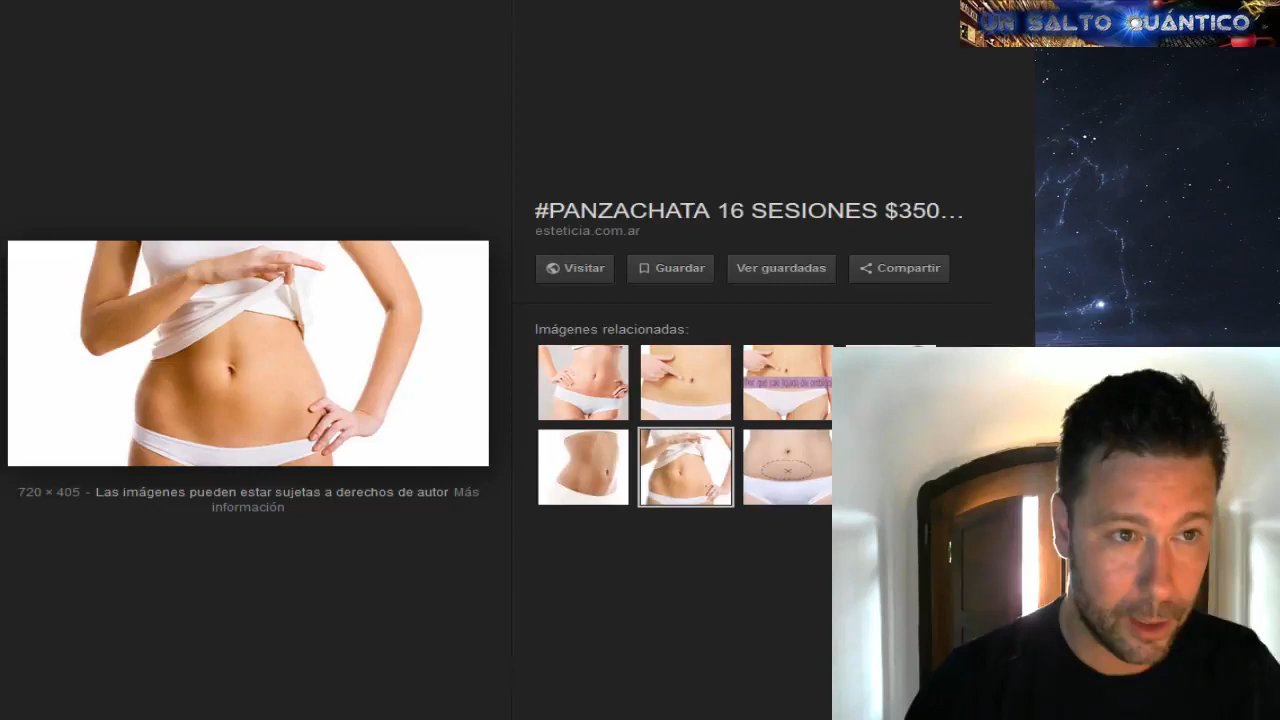 UN SALTO QUÁNTICO
#PANZACHATA 16 SESIONES $350…
esteticia.com.ar
Visitar
Guardar
Ver guardadas
Compartir
Imágenes relacionadas:
720 × 405 - Las imágenes pueden estar sujetas a derechos de autor Más
información